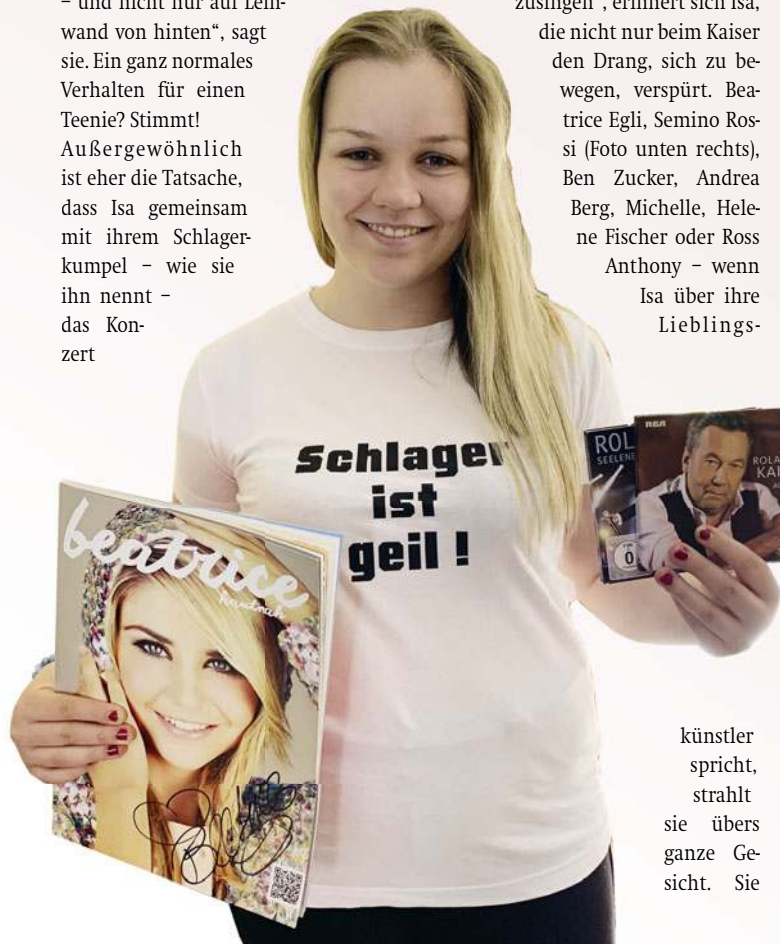 – und nicht nur auf Lein-
wand von hinten“, sagt
sie. Ein ganz normales
Verhalten für einen
Teenie? Stimmt!
Außergewöhnlich
ist eher die Tatsache,
dass Isa gemeinsam
mit ihrem Schlager-
kumpel – wie sie
ihn nennt –
das Kon-
zert
zusingen“, erinnert sich Isa,
die nicht nur beim Kaiser
den Drang, sich zu be-
wegen, verspürt. Bea-
trice Egli, Semino Ros-
si (Foto unten rechts),
Ben Zucker, Andrea
Berg, Michelle, Hele-
ne Fischer oder Ross
Anthony – wenn
Isa über ihre
Lieblings-
künstler
spricht,
strahlt
sie übers
ganze Ge-
sicht. Sie
Schlager
ist
geil !
beatrice
hautnah
ROL
SEELENB
0
RCA
ROLA
KAI